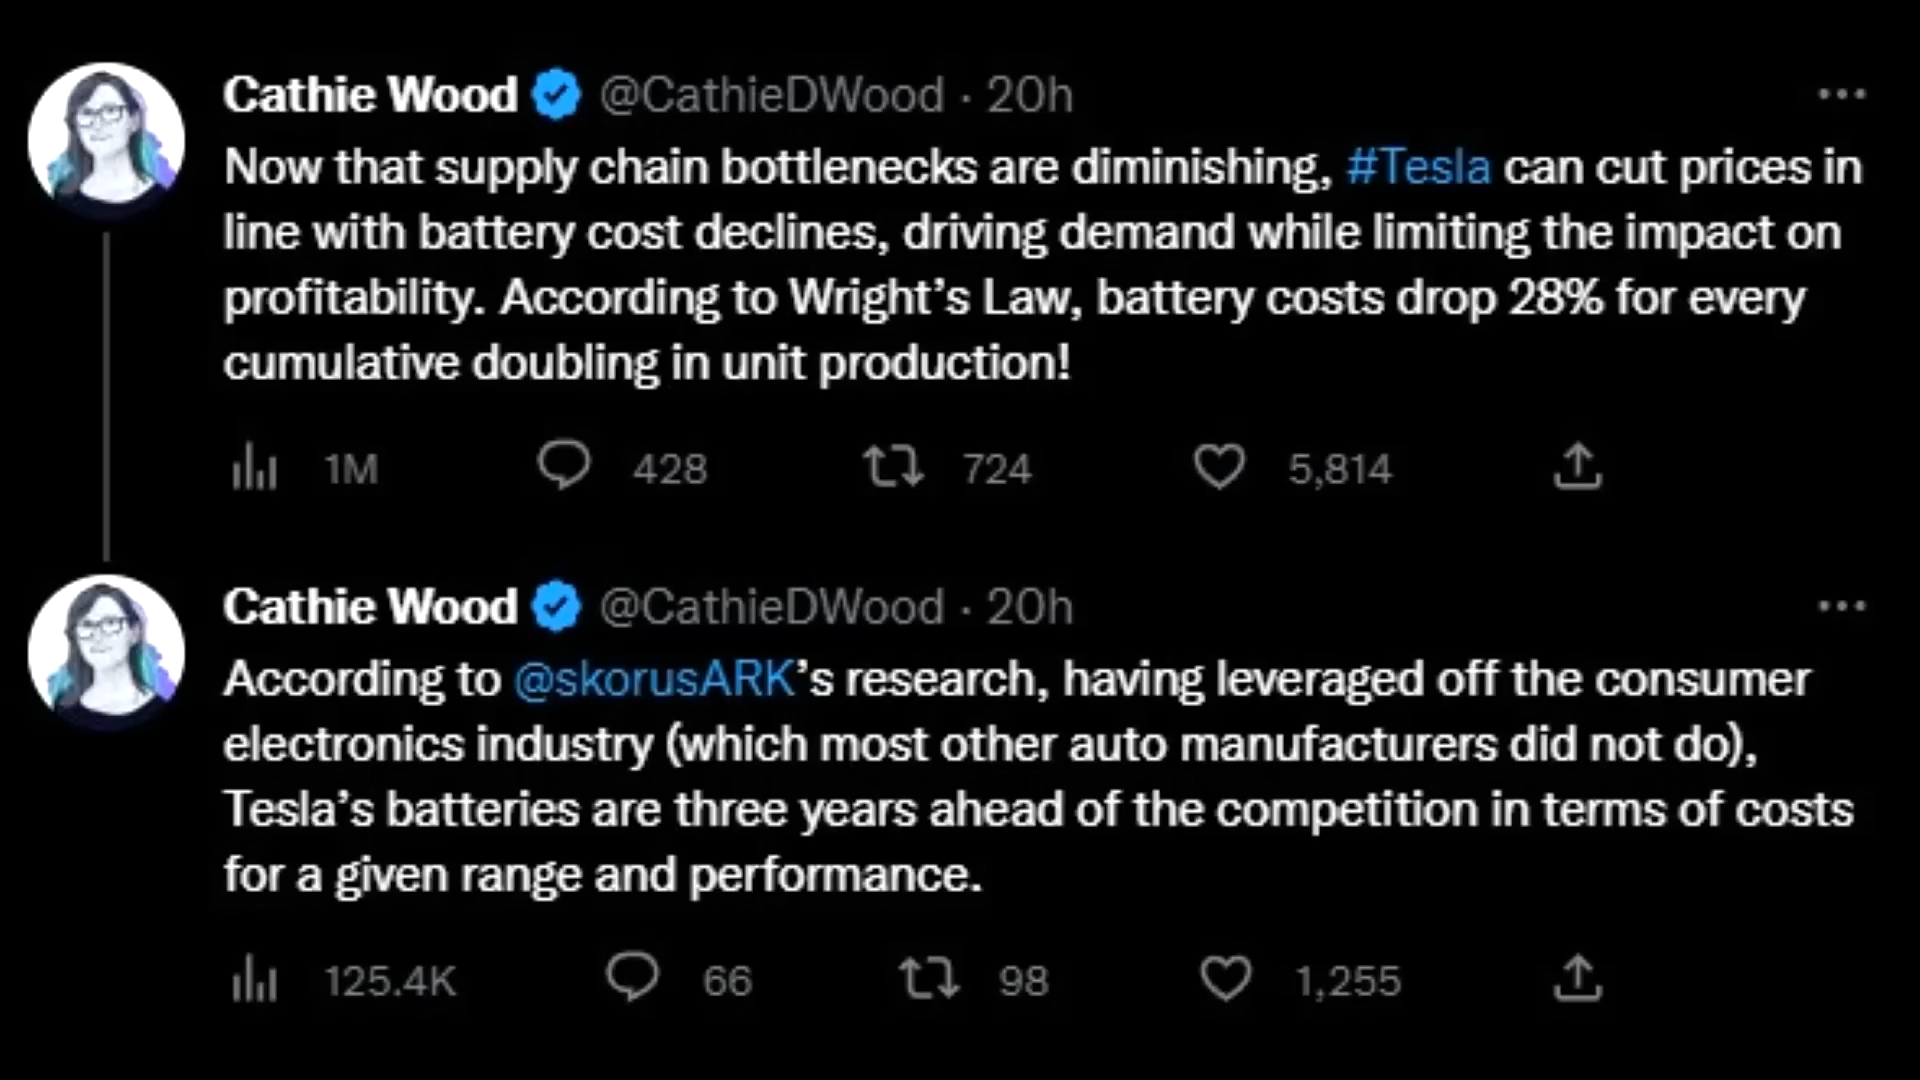 Cathie Wood @CathieDWood · 20h
Now that supply chain bottlenecks are diminishing, #Tesla can cut prices in
line with battery cost declines, driving demand while limiting the impact on
profitability. According to Wright’s Law, battery costs drop 28% for every
cumulative doubling in unit production!
1M 428 724 5,814
Cathie Wood @CathieDWood · 20h
According to @skorusARK’s research, having leveraged off the consumer
electronics industry (which most other auto manufacturers did not do),
Tesla’s batteries are three years ahead of the competition in terms of costs
for a given range and performance.
125.4K 66 98 1,255